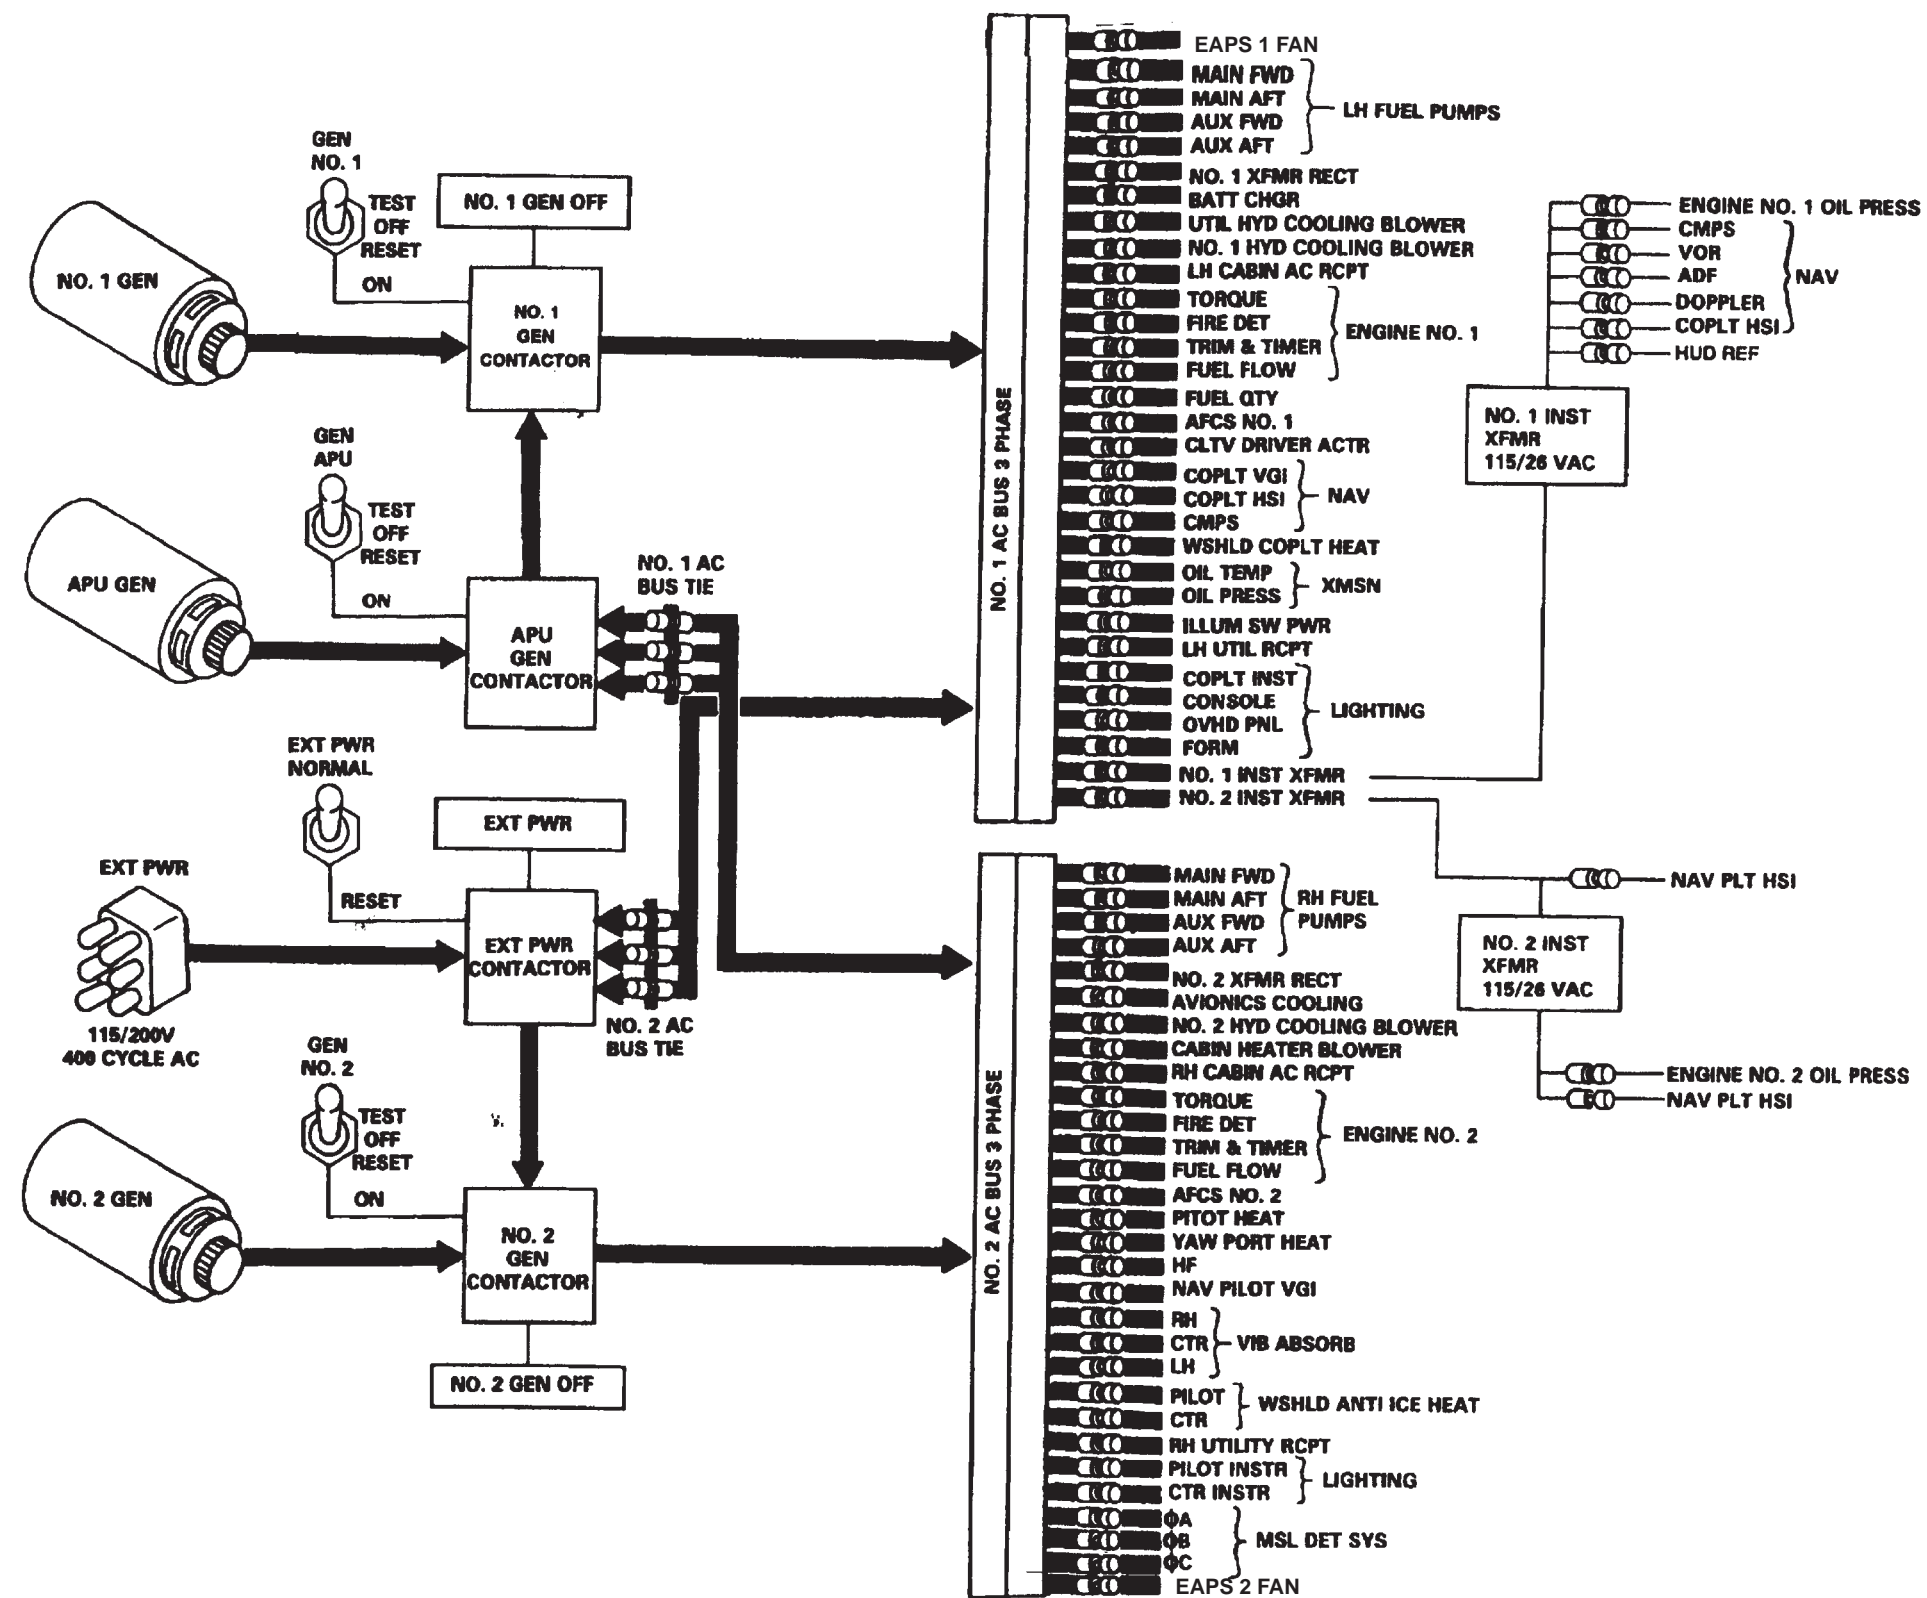 GEN
NO. 1
TEST
OFF
RESET
ON
NO. 1 GEN
NO. 1 GEN OFF
NO. 1
GEN
CONTACTOR
GEN
APU
TEST
OFF
RESET
ON
APU GEN
APU
GEN
CONTACTOR
NO. 1 AC
BUS TIE
EXT PWR
NORMAL
RESET
EXT PWR
EXT PWR
115/200V
400 CYCLE AC
EXT PWR
CONTACTOR
NO. 2 AC
BUS TIE
GEN
NO. 2
TEST
OFF
RESET
ON
NO. 2 GEN
NO. 2
GEN
CONTACTOR
NO. 2 GEN OFF
NO. 1 AC BUS 3 PHASE
EAPS 1 FAN
MAIN FWD
MAIN AFT
AUX FWD
AUX AFT
LH FUEL PUMPS
NO. 1 XFMR RECT
BATT CHGR
UTIL HYD COOLING BLOWER
NO. 1 HYD COOLING BLOWER
LH CABIN AC RCPT
TORQUE
FIRE DET
TRIM & TIMER
FUEL FLOW
ENGINE NO. 1
FUEL QTY
AFCS NO. 1
CLTV DRIVER ACTR
COPLT VGI
COPLT HSI
CMPS
NAV
WSHLD COPLT HEAT
OIL TEMP
OIL PRESS
XMSN
ILLUM SW PWR
LH UTIL RCPT
COPLT INST
CONSOLE
OVHD PNL
FORM
LIGHTING
NO. 1 INST XFMR
NO. 2 INST XFMR
ENGINE NO. 1 OIL PRESS
CMPS
VOR
ADF
DOPPLER
COPLT HSI
NAV
HUD REF
NO. 1 INST
XFMR
115/26 VAC
NO. 2 AC BUS 3 PHASE
MAIN FWD
MAIN AFT
AUX FWD
AUX AFT
RH FUEL
PUMPS
NO. 2 XFMR RECT
AVIONICS COOLING
NO. 2 HYD COOLING BLOWER
CABIN HEATER BLOWER
RH CABIN AC RCPT
TORQUE
FIRE DET
TRIM & TIMER
FUEL FLOW
ENGINE NO. 2
AFCS NO. 2
PITOT HEAT
YAW PORT HEAT
HF
NAV PILOT VGI
RH
CTR
LH
VIB ABSORB
PILOT
CTR
WSHLD ANTI ICE HEAT
RH UTILITY RCPT
PILOT INSTR
CTR INSTR
LIGHTING
ΦA
ΦB
ΦC
MSL DET SYS
EAPS 2 FAN
NAV PLT HSI
NO. 2 INST
XFMR
115/26 VAC
ENGINE NO. 2 OIL PRESS
NAV PLT HSI